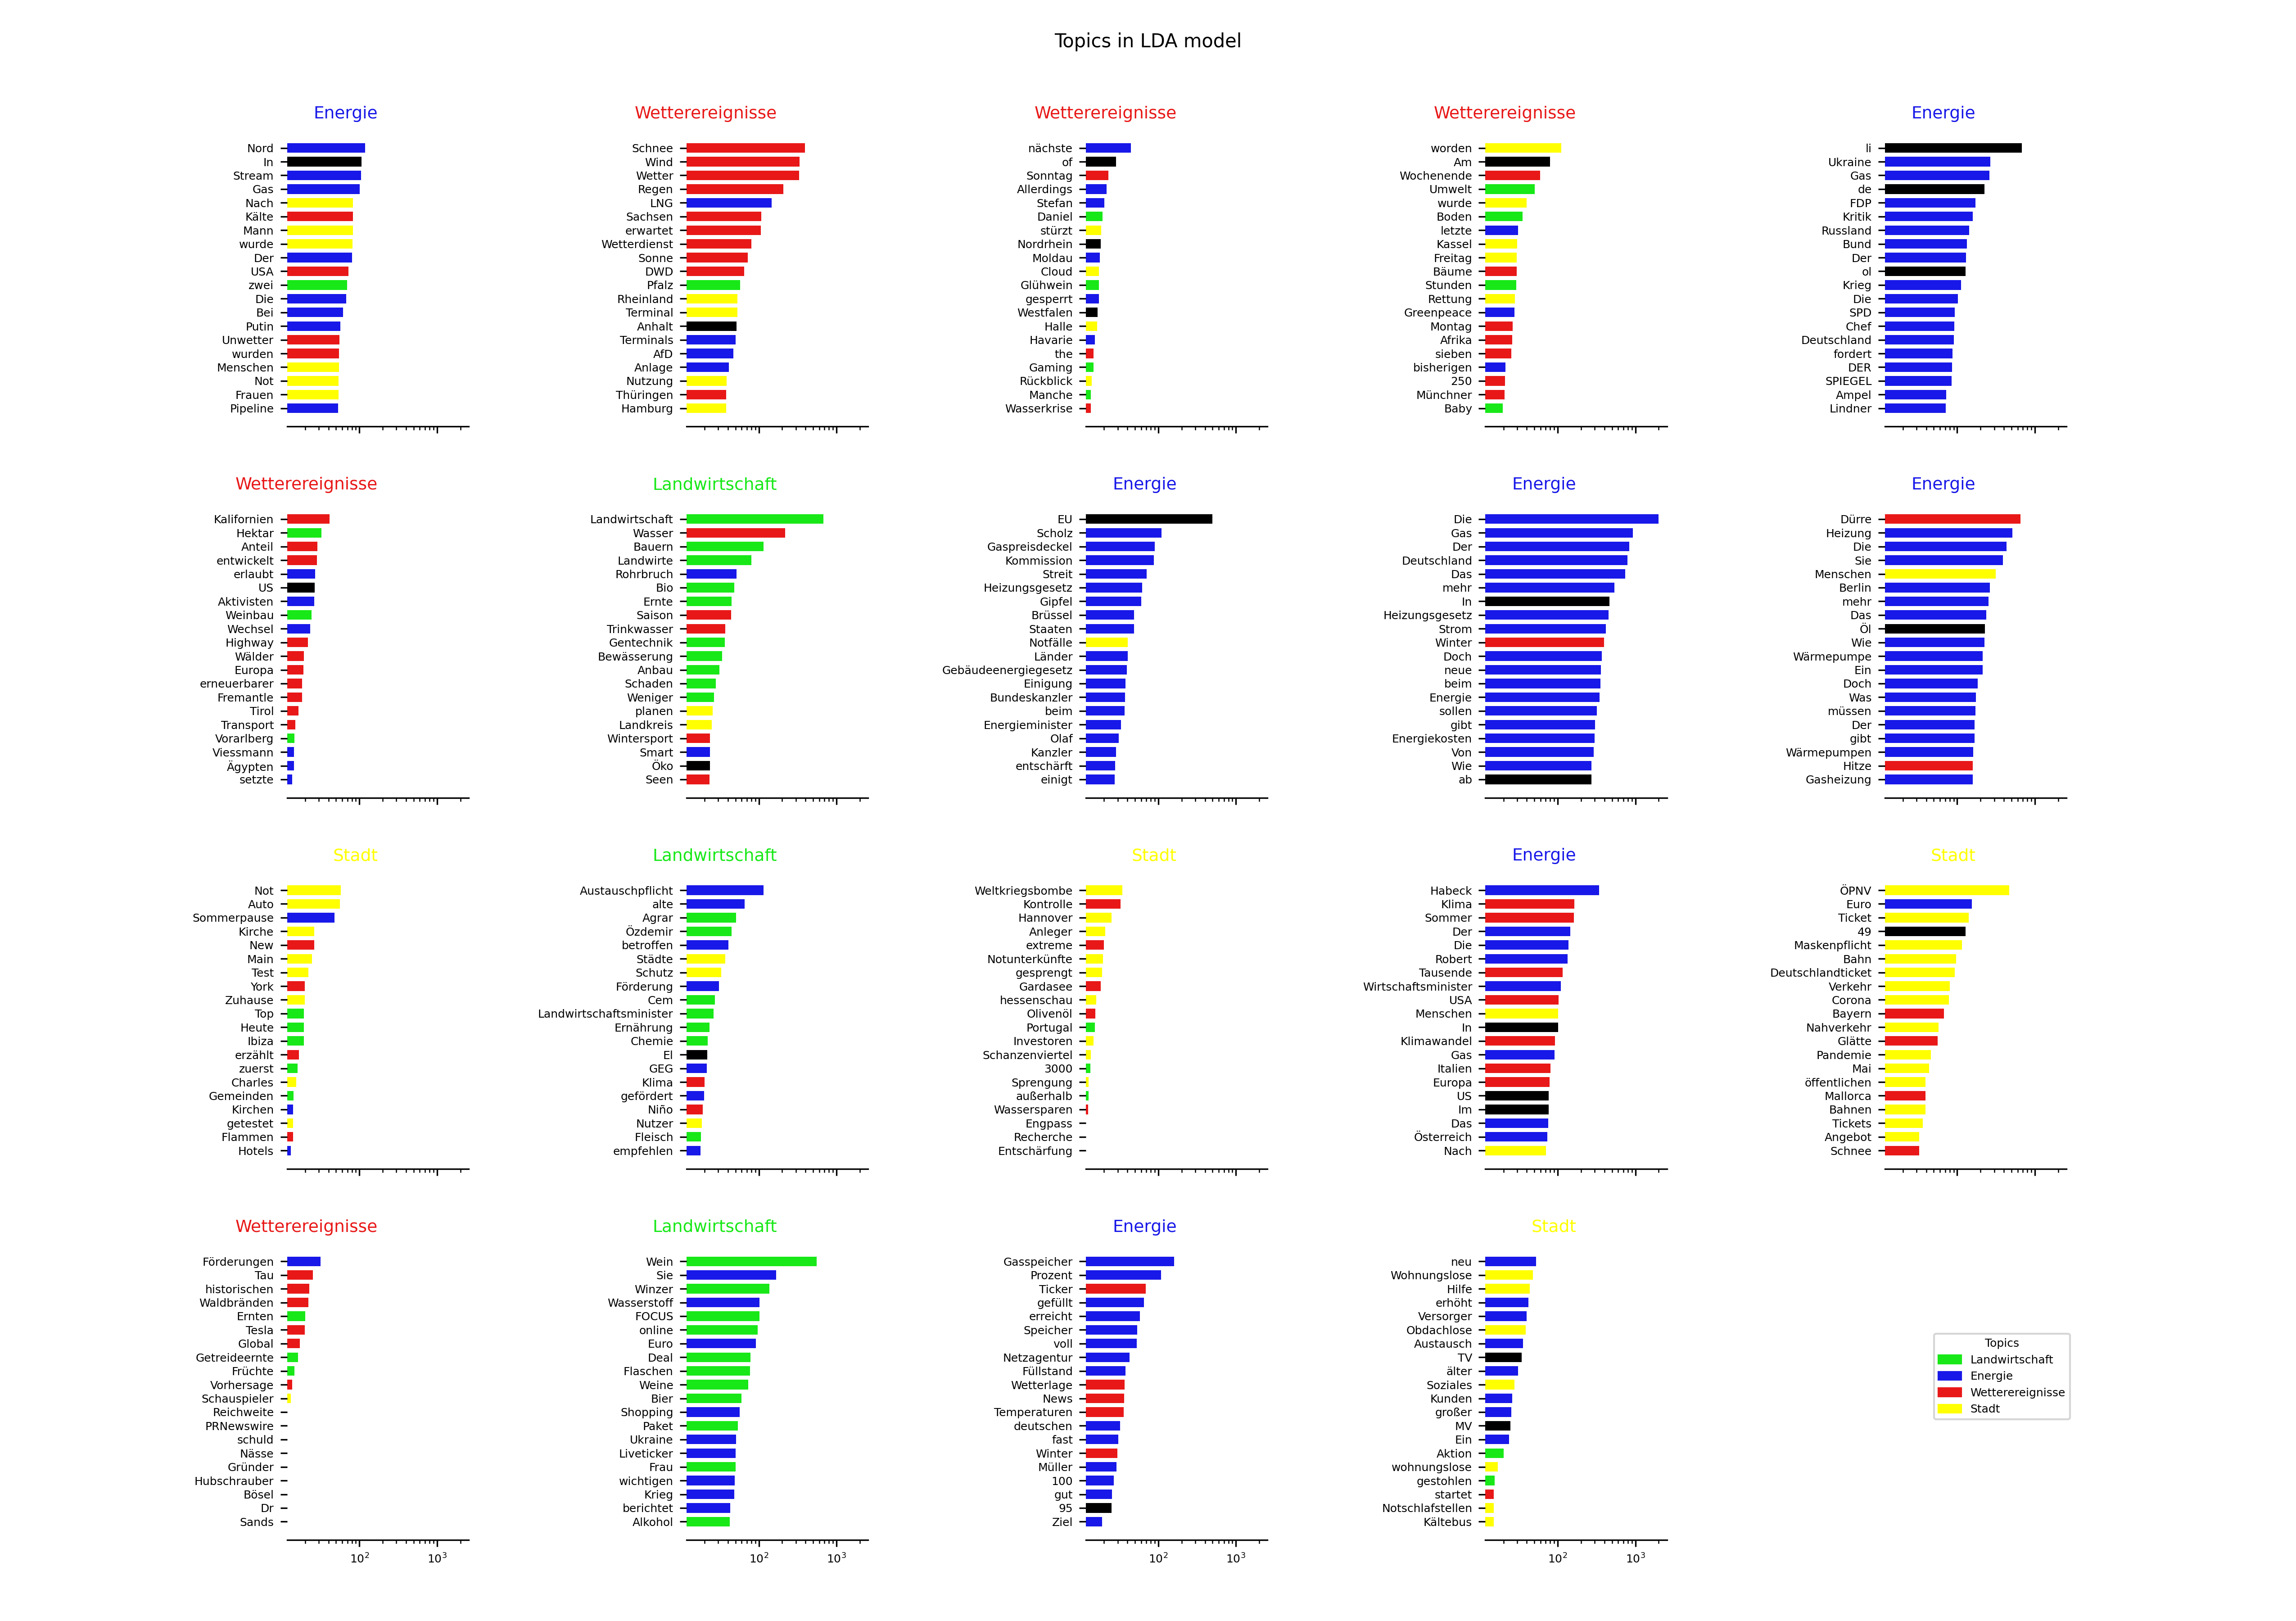 Topics in LDA model
Energie
Nord
In
Stream
Gas
Nach
Kälte
Mann
wurde
Der
USA
zwei
Die
Bei
Putin
Unwetter
wurden
Menschen
Not
Frauen
Pipeline
Wetterereignisse
Schnee
Wind
Wetter
Regen
LNG
Sachsen
erwartet
Wetterdienst
Sonne
DWD
Pfalz
Rheinland
Terminal
Anhalt
Terminals
AfD
Anlage
Nutzung
Thüringen
Hamburg
Wetterereignisse
nächste
of
Sonntag
Allerdings
Stefan
Daniel
stürzt
Nordrhein
Moldau
Cloud
Glühwein
gesperrt
Westfalen
Halle
Havarie
the
Gaming
Rückblick
Manche
Wasserkrise
Wetterereignisse
worden
Am
Wochenende
Umwelt
wurde
Boden
letzte
Kassel
Freitag
Bäume
Stunden
Rettung
Greenpeace
Montag
Afrika
sieben
bisherigen
250
Münchner
Baby
Energie
li
Ukraine
Gas
de
FDP
Kritik
Russland
Bund
Der
ol
Krieg
Die
SPD
Chef
Deutschland
fordert
DER
SPIEGEL
Ampel
Lindner
Wetterereignisse
Kalifornien
Hektar
Anteil
entwickelt
erlaubt
US
Aktivisten
Weinbau
Wechsel
Highway
Wälder
Europa
erneuerbarer
Fremantle
Tirol
Transport
Vorarlberg
Viessmann
Ägypten
setzte
Landwirtschaft
Landwirtschaft
Wasser
Bauern
Landwirte
Rohrbruch
Bio
Ernte
Saison
Trinkwasser
Gentechnik
Bewässerung
Anbau
Schaden
Weniger
planen
Landkreis
Wintersport
Smart
Öko
Seen
Energie
EU
Scholz
Gaspreisdeckel
Kommission
Streit
Heizungsgesetz
Gipfel
Brüssel
Staaten
Notfälle
Länder
Gebäudeenergiegesetz
Einigung
Bundeskanzler
beim
Energieminister
Olaf
Kanzler
entschärft
einigt
Energie
Die
Gas
Der
Deutschland
Das
mehr
In
Heizungsgesetz
Strom
Winter
Doch
neue
beim
Energie
sollen
gibt
Energiekosten
Von
Wie
ab
Energie
Dürre
Heizung
Die
Sie
Menschen
Berlin
mehr
Das
Öl
Wie
Wärmepumpe
Ein
Doch
Was
müssen
Der
gibt
Wärmepumpen
Hitze
Gasheizung
Stadt
Not
Auto
Sommerpause
Kirche
New
Main
Test
York
Zuhause
Top
Heute
Ibiza
erzählt
zuerst
Charles
Gemeinden
Kirchen
getestet
Flammen
Hotels
Landwirtschaft
Austauschpflicht
alte
Agrar
Özdemir
betroffen
Städte
Schutz
Förderung
Cem
Landwirtschaftsminister
Ernährung
Chemie
El
GEG
Klima
gefördert
Niño
Nutzer
Fleisch
empfehlen
Stadt
Weltkriegsbombe
Kontrolle
Hannover
Anleger
extreme
Notunterkünfte
gesprengt
Gardasee
hessenschau
Olivenöl
Portugal
Investoren
Schanzenviertel
3000
Sprengung
außerhalb
Wassersparen
Engpass
Recherche
Entschärfung
Energie
Habeck
Klima
Sommer
Der
Die
Robert
Tausende
Wirtschaftsminister
USA
Menschen
In
Klimawandel
Gas
Italien
Europa
US
Im
Das
Österreich
Nach
Stadt
ÖPNV
Euro
Ticket
49
Maskenpflicht
Bahn
Deutschlandticket
Verkehr
Corona
Bayern
Nahverkehr
Glätte
Pandemie
Mai
öffentlichen
Mallorca
Bahnen
Tickets
Angebot
Schnee
Wetterereignisse
Förderungen
Tau
historischen
Waldbränden
Ernten
Tesla
Global
Getreideernte
Früchte
Vorhersage
Schauspieler
Reichweite
PRNewswire
schuld
Nässe
Gründer
Hubschrauber
Bösel
Dr
Sands
10² 10³
Landwirtschaft
Wein
Sie
Winzer
Wasserstoff
FOCUS
online
Euro
Deal
Flaschen
Weine
Bier
Shopping
Paket
Ukraine
Liveticker
Frau
wichtigen
Krieg
berichtet
Alkohol
10² 10³
Energie
Gasspeicher
Prozent
Ticker
gefüllt
erreicht
Speicher
voll
Netzagentur
Füllstand
Wetterlage
News
Temperaturen
deutschen
fast
Winter
Müller
100
gut
95
Ziel
10² 10³
Stadt
neu
Wohnungslose
Hilfe
erhöht
Versorger
Obdachlose
Austausch
TV
älter
Soziales
Kunden
großer
MV
Ein
Aktion
wohnungslose
gestohlen
startet
Notschlafstellen
Kältebus
10² 10³
Topics
Landwirtschaft
Energie
Wetterereignisse
Stadt